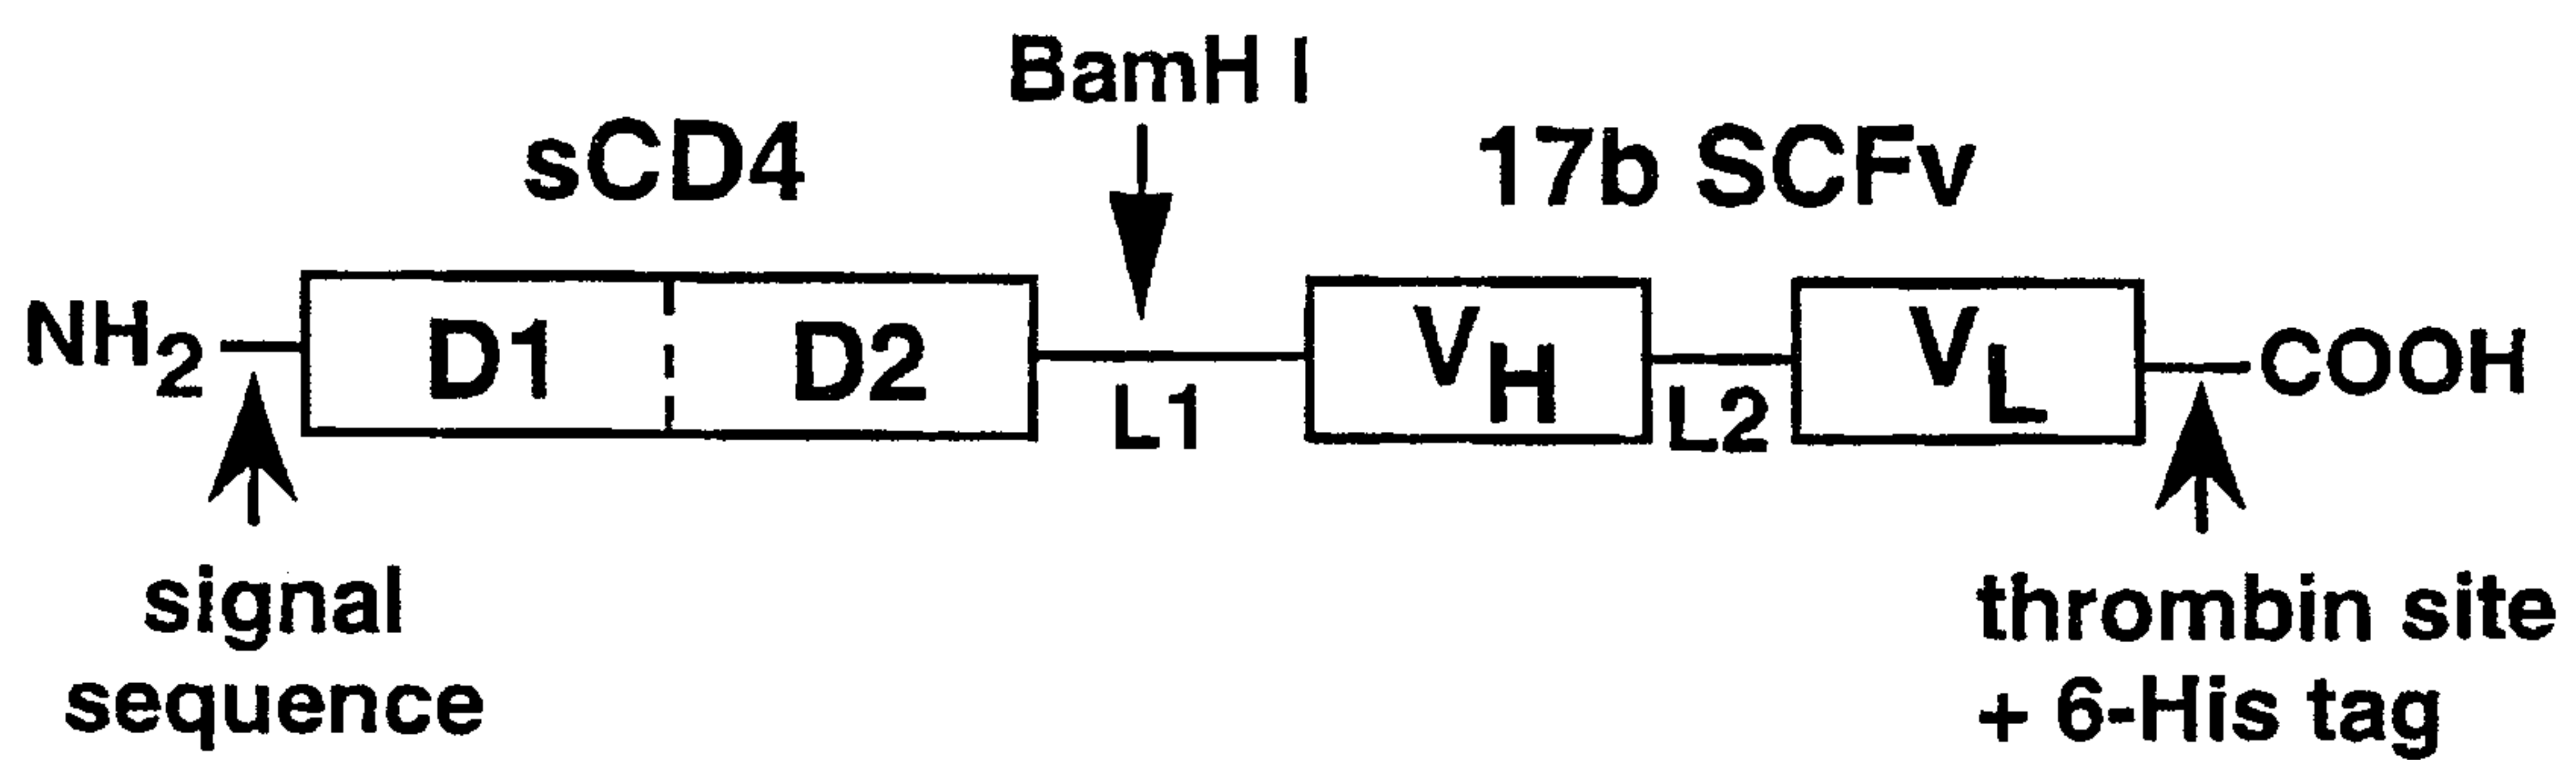 BamH I
sCD4
17b SCFv
NH2
D1
D2
L1
VH
L2
VL
COOH
signal
sequence
thrombin site
+ 6-His tag